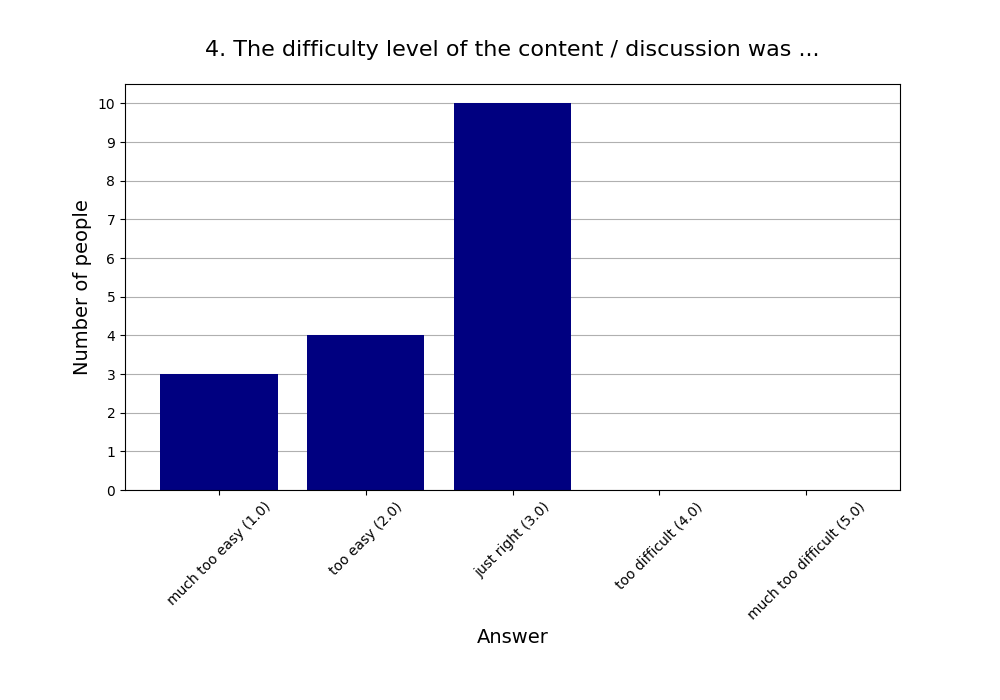 4. The difficulty level of the content / discussion was ...
Number of people
10
9
8
7
6
5
4
3
2
1
0
much too easy (1.0)
too easy (2.0)
just right (3.0)
too difficult (4.0)
much too difficult (5.0)
Answer